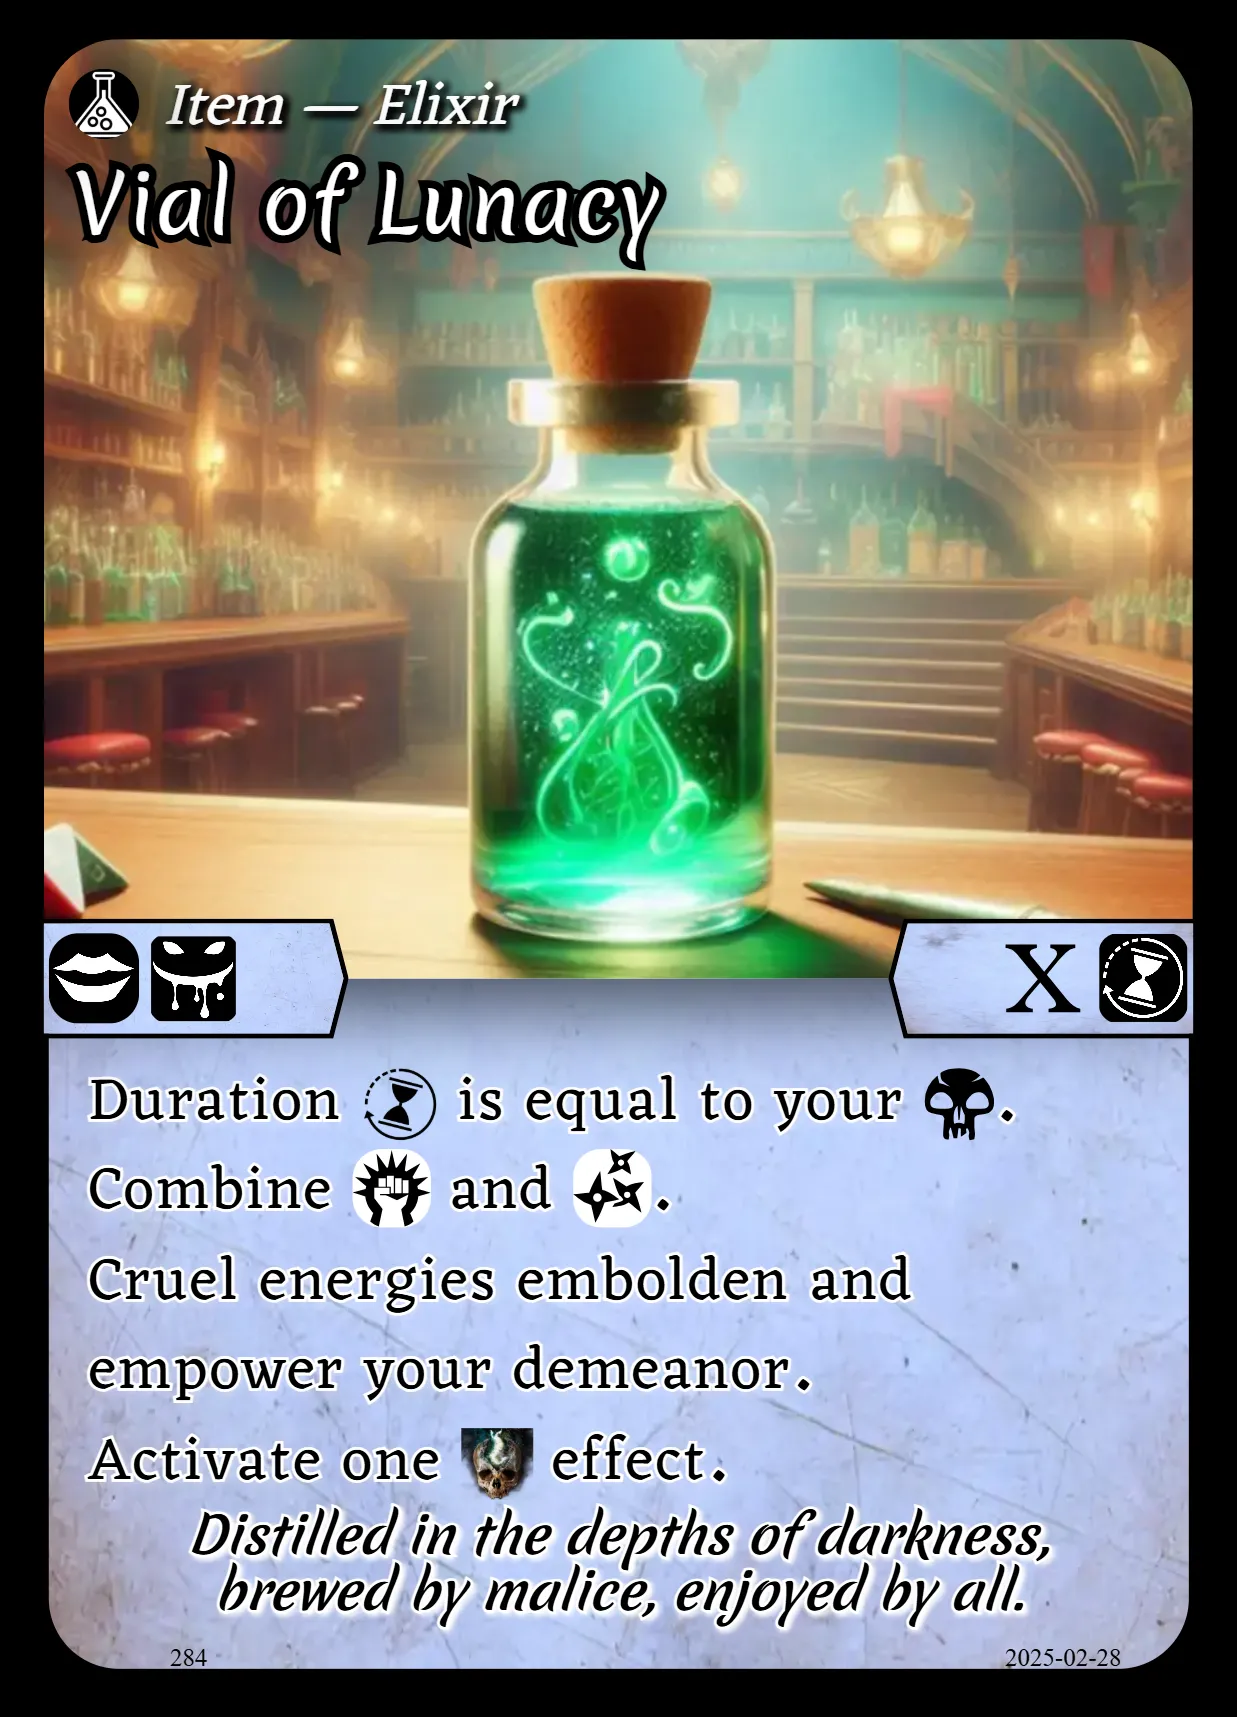 Item — Elixir
Vial of Lunacy
X
Duration is equal to your .
Combine and .
Cruel energies embolden and
empower your demeanor.
Activate one effect.
Distilled in the depths of darkness,
brewed by malice, enjoyed by all.
284
2025-02-28